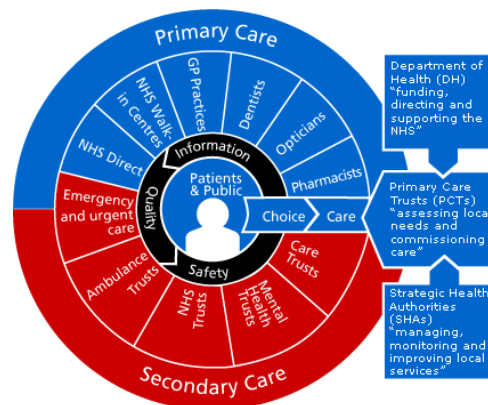 Primary Care
NHS Direct
NHS Walk-
in Centres
GP Practices
Dentists
Opticians
Pharmacists
Information
Quality
Safety
Patients
& Public
Choice
Care
Emergency
and urgent
care
Ambulance
Trusts
NHS
Trusts
Mental
Health
Trusts
Care
Trusts
Secondary Care
Department of
Health (DH)
“funding,
directing and
supporting the
NHS”
Primary Care
Trusts (PCTs)
“assessing local
needs and
commissioning
care”
Strategic Health
Authorities
(SHAs)
“managing,
monitoring and
improving local
services”